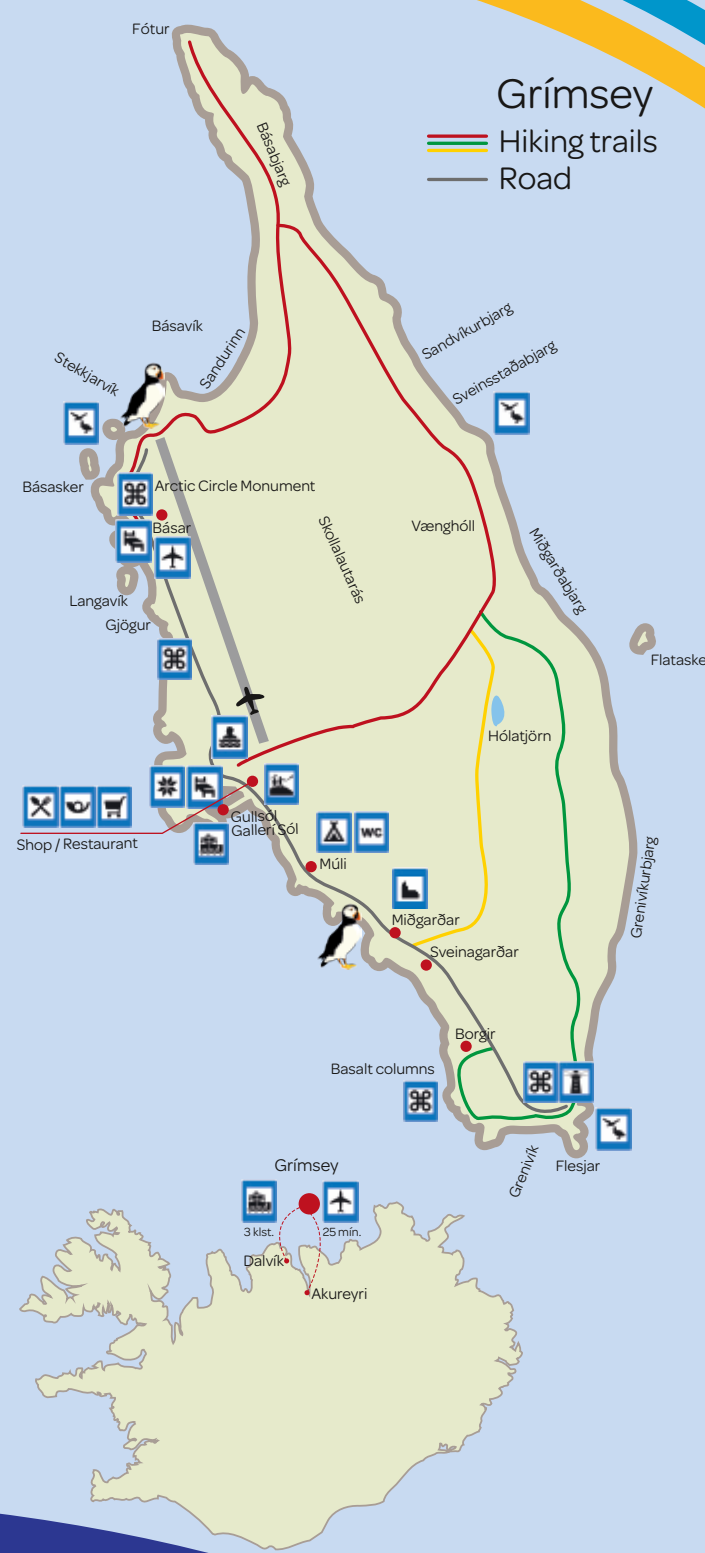 Fótur
Grímsey
Hiking trails
Road
Básabjarg
Básavík
Sandurinn
Stekkjarvík
Sandvíkurbjarg
Sveinsstaðabjarg
Básasker
Arctic Circle Monument
Básar
Skollalautarás
Vænghóll
Miðgarðabjarg
Langavík
Gjögur
Flataske
Hólatjörn
Gullsól
Gallerí Sól
Shop / Restaurant
WC
Múli
Grenivíkurbjarg
Miðgarðar
Sveinagarðar
Borgir
Basalt columns
Grenivík
Flesjar
Grímsey
3 klst.
25 mín.
Dalvík
Akureyri